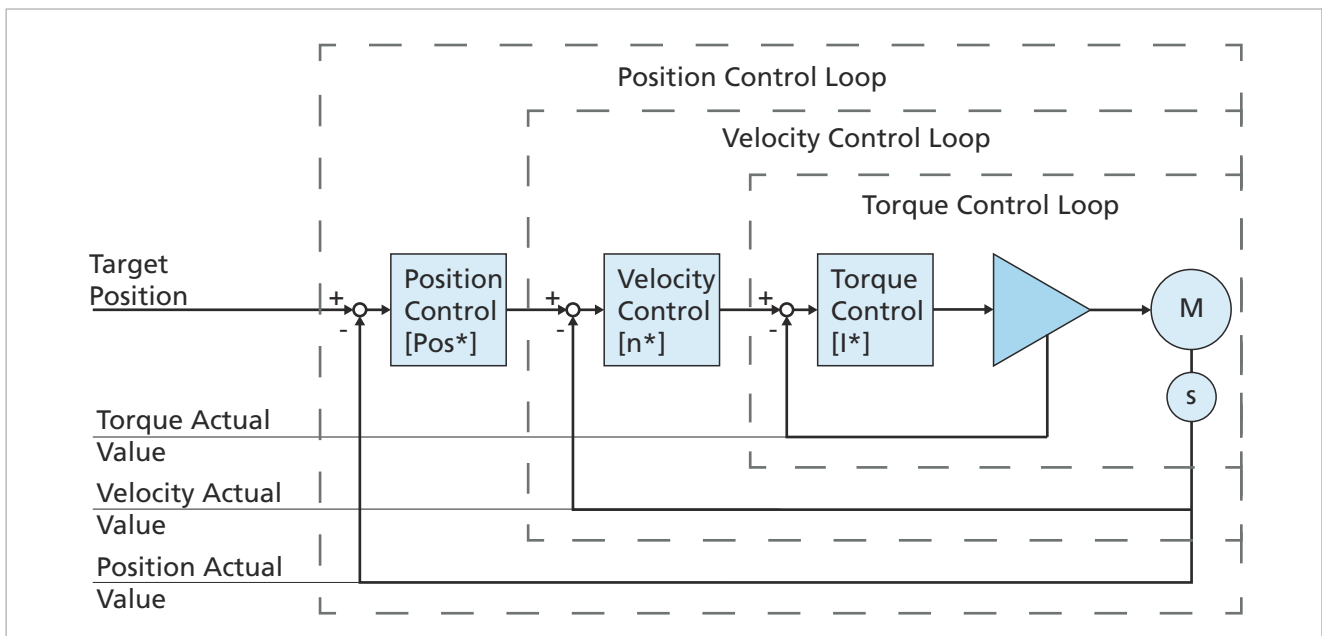 Position Control Loop
Velocity Control Loop
Torque Control Loop
Target
Position
+
-
Position
Control
[Pos*]
+
-
Velocity
Control
[n*]
+
-
Torque
Control
[I*]
M
s
Torque Actual
Value
Velocity Actual
Value
Position Actual
Value